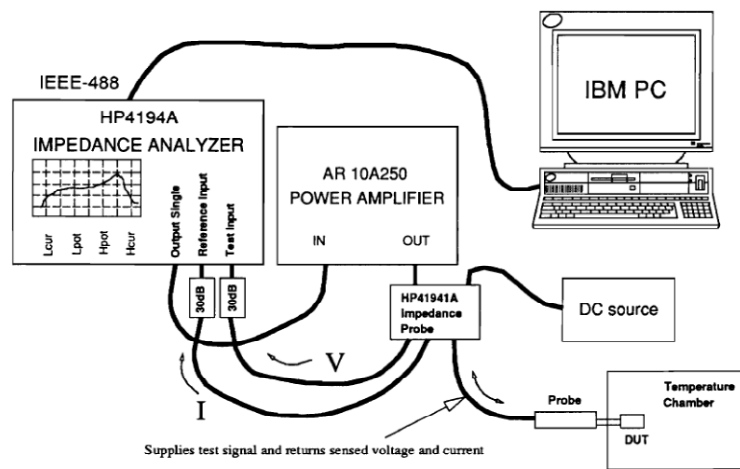 IEEE-488
HP4194A
IMPEDANCE ANALYZER
Lcur
Lpot
Hpot
Hcur
Output Single
Reference Input
Test Input
30dB
30dB
AR 10A250
POWER AMPLIFIER
IN
OUT
IBM PC
HP41941A
Impedance
Probe
DC source
V
I
Probe
Temperature
Chamber
DUT
Supplies test signal and returns sensed voltage and current